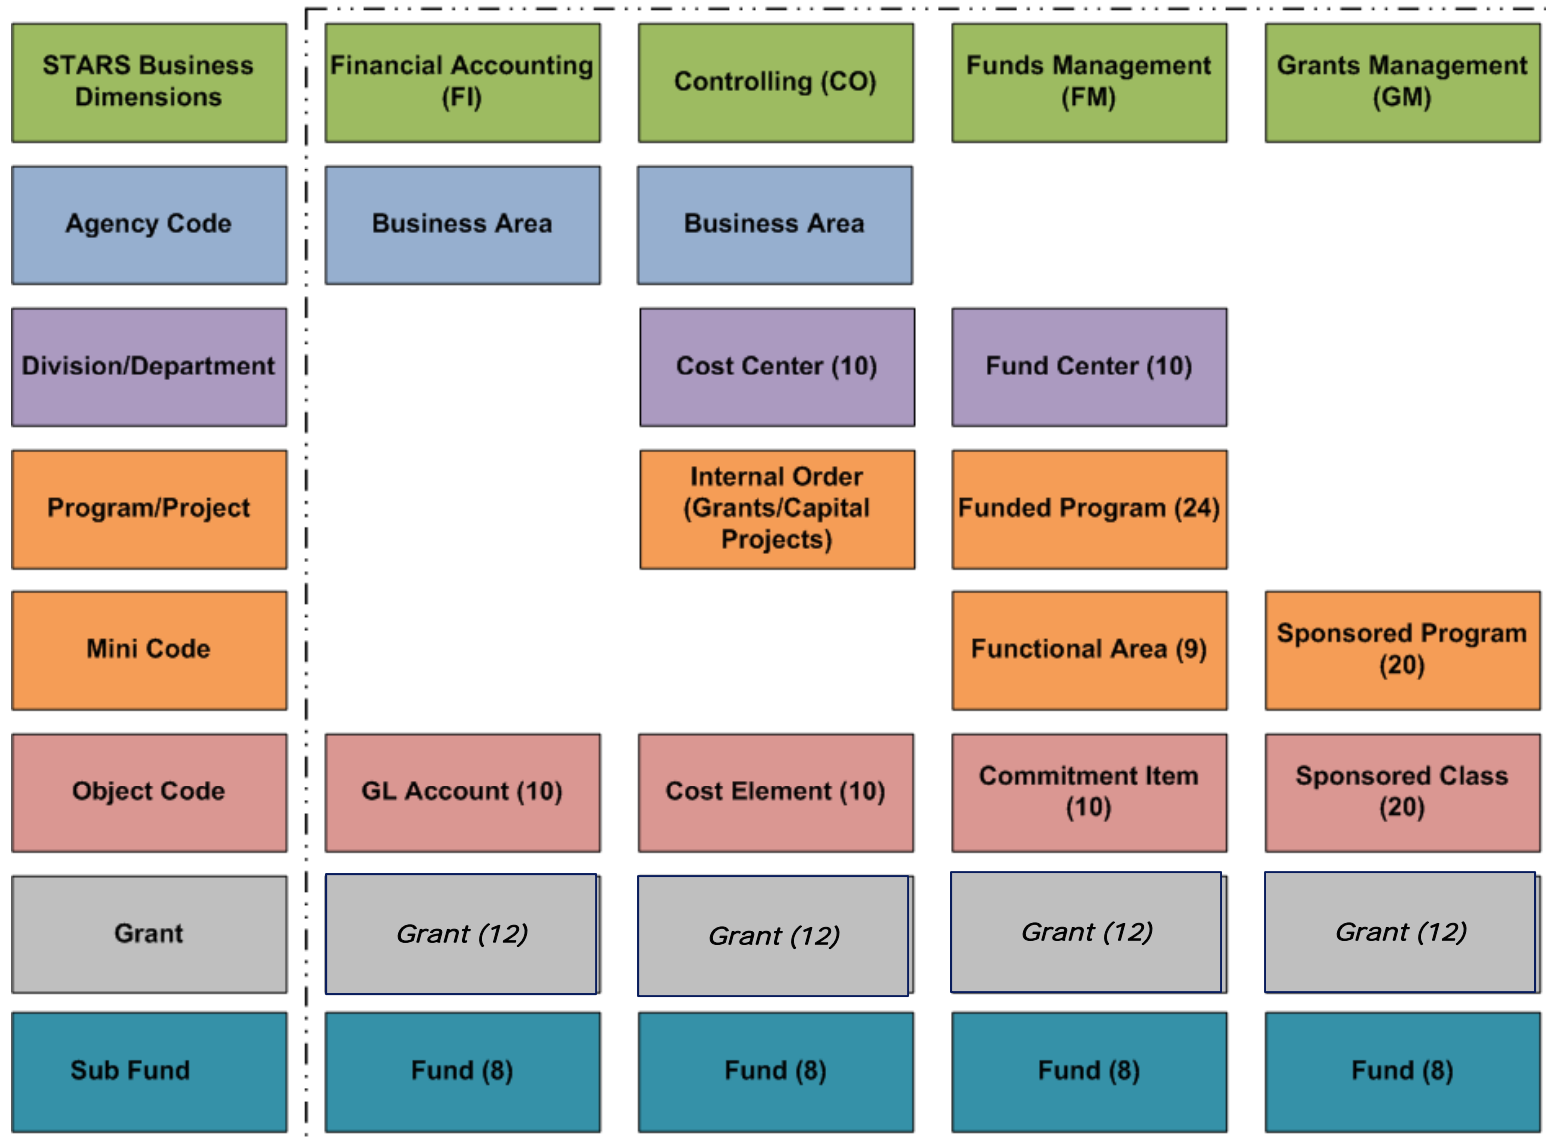 STARS Business
Dimensions
Financial Accounting
(FI)
Controlling (CO)
Funds Management
(FM)
Grants Management
(GM)
Agency Code
Business Area
Business Area
Division/Department
Cost Center (10)
Fund Center (10)
Program/Project
Internal Order
(Grants/Capital
Projects)
Funded Program (24)
Mini Code
Functional Area (9)
Sponsored Program
(20)
Object Code
GL Account (10)
Cost Element (10)
Commitment Item
(10)
Sponsored Class
(20)
Grant
Grant (12)
Grant (12)
Grant (12)
Grant (12)
Sub Fund
Fund (8)
Fund (8)
Fund (8)
Fund (8)